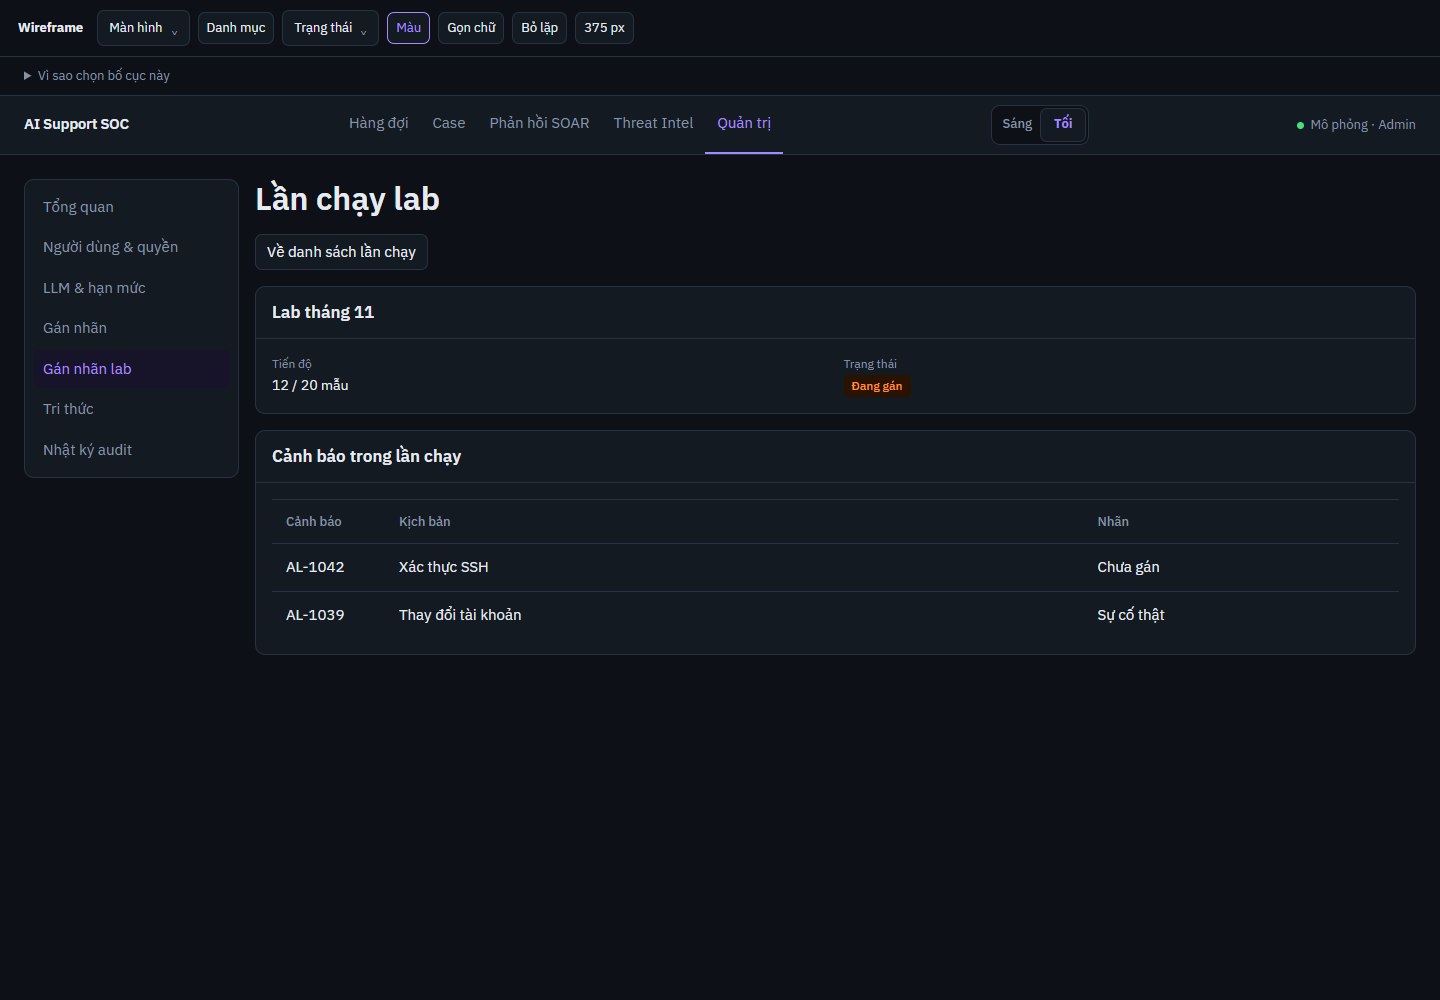 Wireframe Màn hình Danh mục Trạng thái Màu Gọn chữ Bỏ lặp 375 px
Vì sao chọn bố cục này
AI Support SOC Hàng đợi Case Phản hồi SOAR Threat Intel Quản trị Sáng Tối Mô phỏng · Admin
Tổng quan
Người dùng & quyền
LLM & hạn mức
Gán nhãn
Gán nhãn lab
Tri thức
Nhật ký audit
Lần chạy lab
Về danh sách lần chạy
Lab tháng 11
Tiến độ Trạng thái
12 / 20 mẫu Đang gán
Cảnh báo trong lần chạy
Cảnh báo Kịch bản Nhãn
AL-1042 Xác thực SSH Chưa gán
AL-1039 Thay đổi tài khoản Sự cố thật